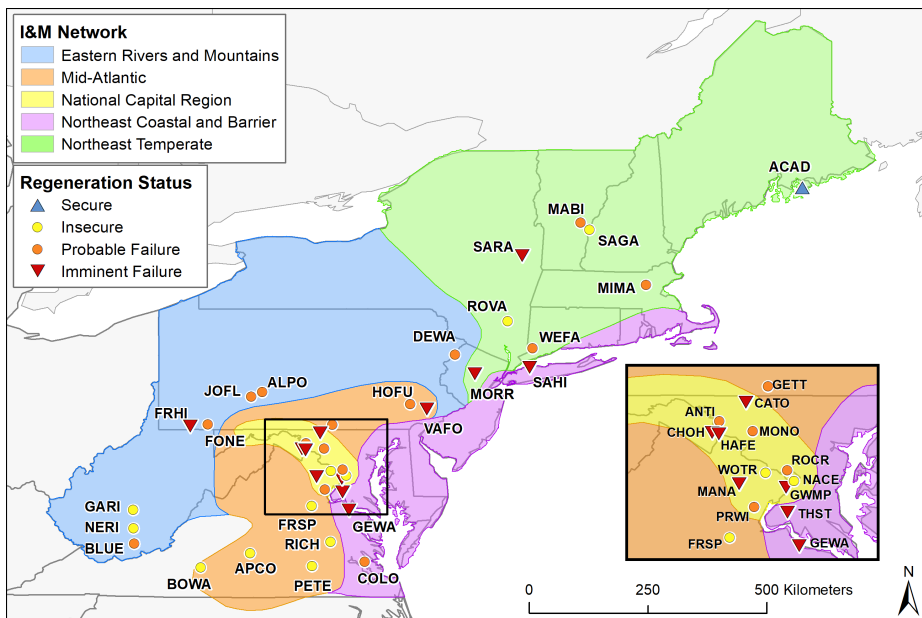 I&M Network
Eastern Rivers and Mountains
Mid-Atlantic
National Capital Region
Northeast Coastal and Barrier
Northeast Temperate
Regeneration Status
Secure
Insecure
Probable Failure
Imminent Failure
ACAD
MABI
SAGA
SARA
MIMA
ROVA
WEFA
DEWA
SAHI
MORR
ALPO
JOFL
HOFU
FRHI
VAFO
FONE
GARI
NERI
BLUE
FRSP
GEWA
RICH
APCO
BOWA
PETE
COLO
GETT
CATO
ANTI
CHOH
MONO
HAFE
ROCR
WOTR
NACE
MANA
GWMP
PRWI
THST
FRSP
GEWA
0 250 500 Kilometers
N